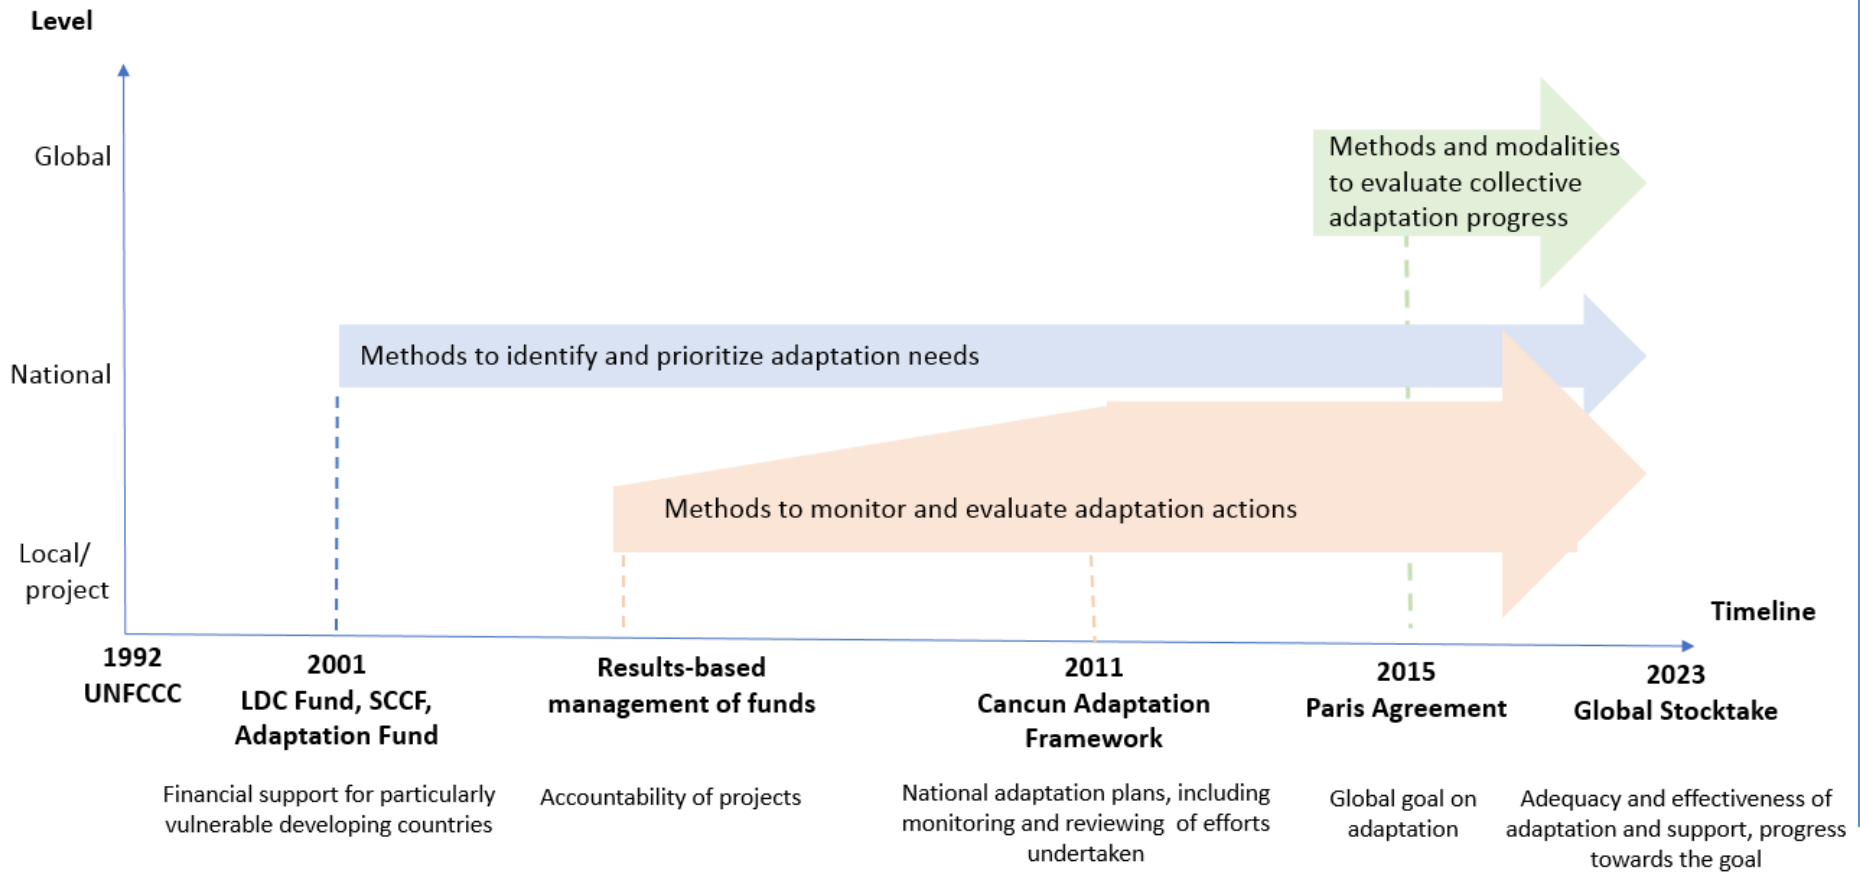 Level
Global
Methods and modalities
to evaluate collective
adaptation progress
National
Methods to identify and prioritize adaptation needs
Methods to monitor and evaluate adaptation actions
Local/
project
Timeline
1992
UNFCCC
2001
LDC Fund, SCCF,
Adaptation Fund
Results-based
management of funds
2011
Cancun Adaptation
Framework
2015
Paris Agreement
2023
Global Stocktake
Financial support for particularly
vulnerable developing countries
Accountability of projects
National adaptation plans, including
monitoring and reviewing of efforts
undertaken
Global goal on
adaptation
Adequacy and effectiveness of
adaptation and support, progress
towards the goal